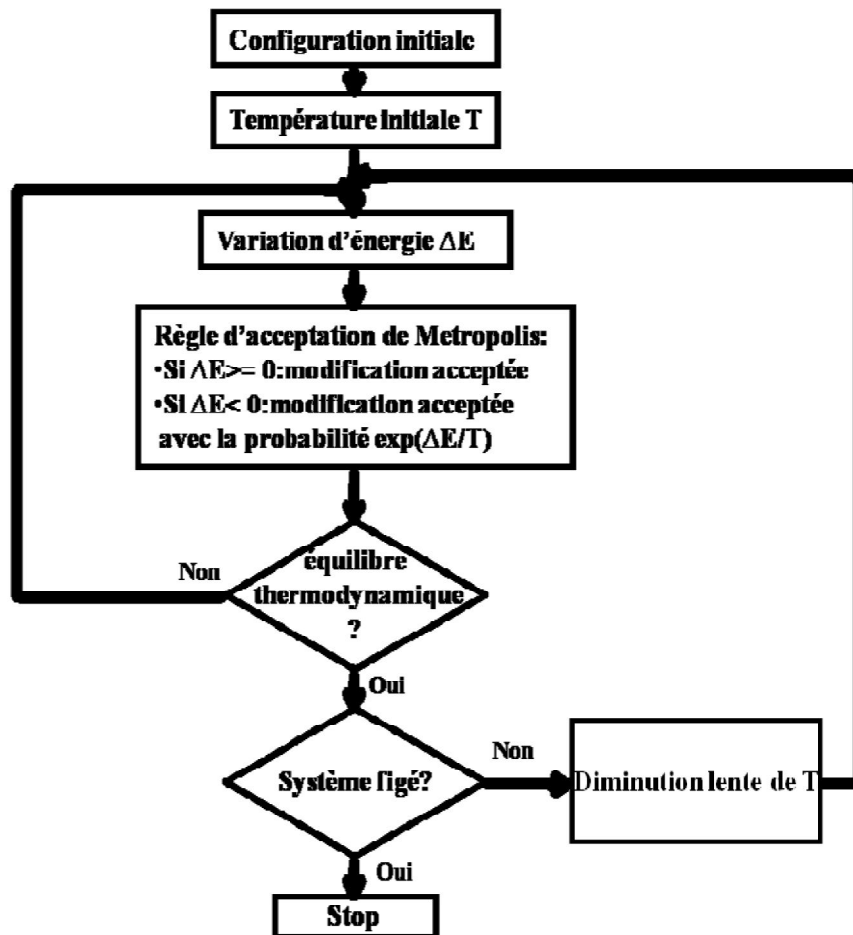 Configuration initiale
Température initiale T
Variation d'énergie ΔE
Règle d'acceptation de Metropolis:
•Si ΔE>= 0:modification acceptée
•Si ΔE< 0:modification acceptée
avec la probabilité exp(ΔE/T)
équilibre
Non
thermodynamique
?
Oui
Non
Système figé?
Diminution lente de T
Oui
Stop